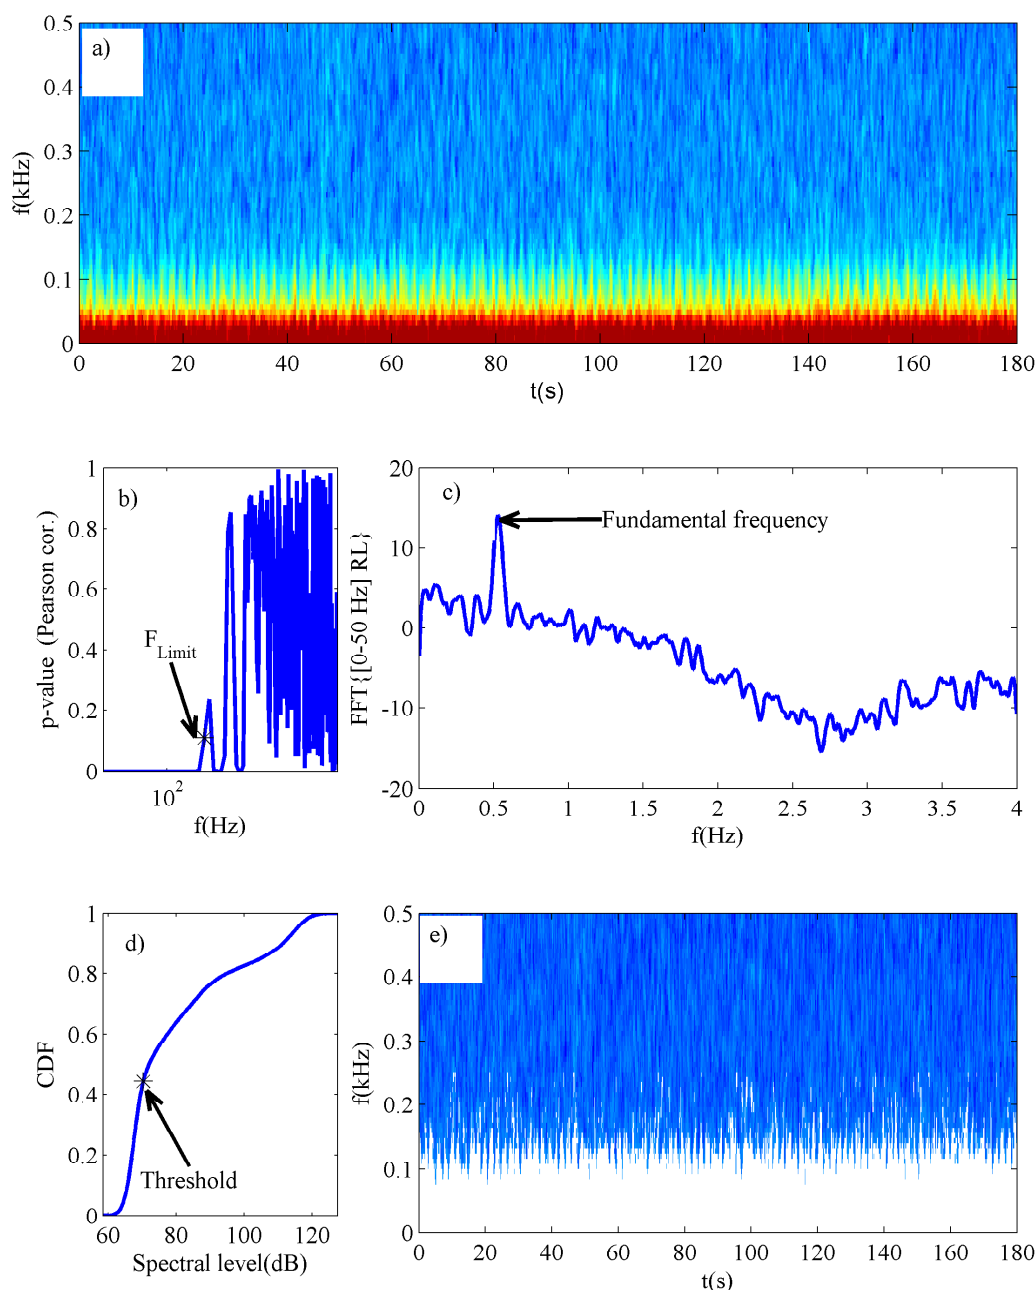 a)
0.5
0.4
0.3
0.2
0.1
0
f(kHz)
0 20 40 60 80 100 120 140 160 180
t(s)
b)
1
0.8
0.6
0.4
0.2
0
p-value (Pearson cor.)
F_Limit
10^2
f(Hz)
c)
20
10
0
-10
-20
FFT{[0-50 Hz] RL}
Fundamental frequency
0 0.5 1 1.5 2 2.5 3 3.5 4
f(Hz)
d)
1
0.8
0.6
0.4
0.2
0
CDF
Threshold
60 80 100 120
Spectral level(dB)
e)
0.5
0.4
0.3
0.2
0.1
0
f(kHz)
0 20 40 60 80 100 120 140 160 180
t(s)